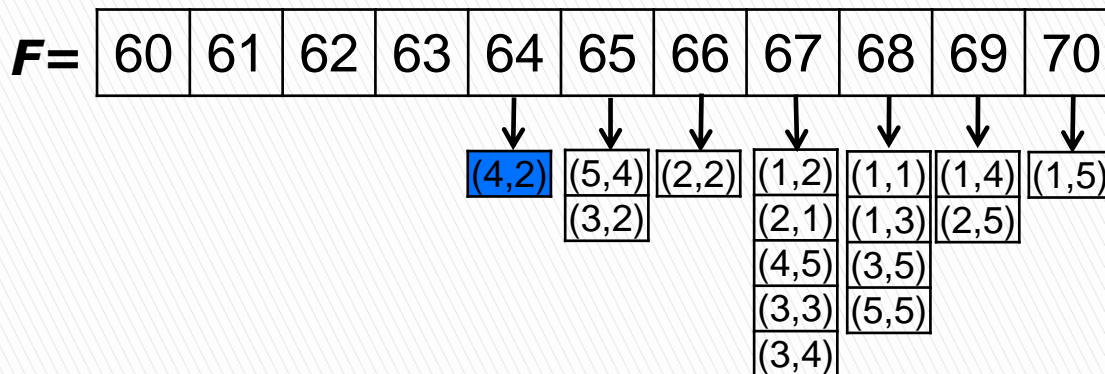 F= 60 61 62 63 64 65 66 67 68 69 70
(4,2) (5,4) (2,2) (1,2) (1,1) (1,4) (1,5)
(3,2) (2,1) (1,3) (2,5)
(4,5) (3,5)
(3,3) (5,5)
(3,4)